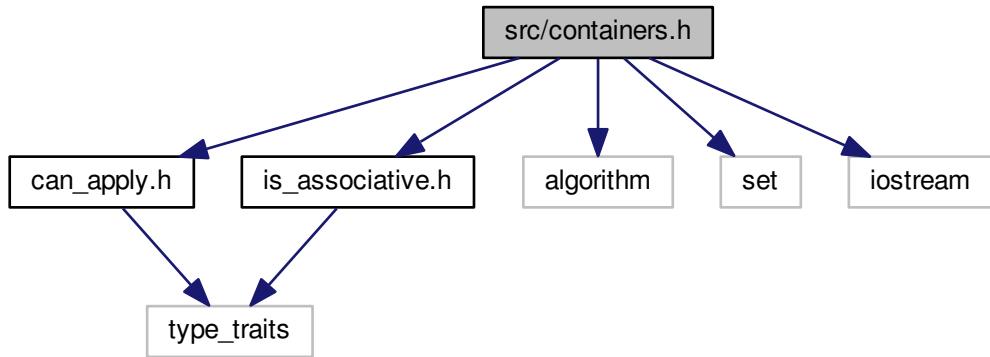 src/containers.h
can_apply.h
is_associative.h
algorithm
set
iostream
type_traits